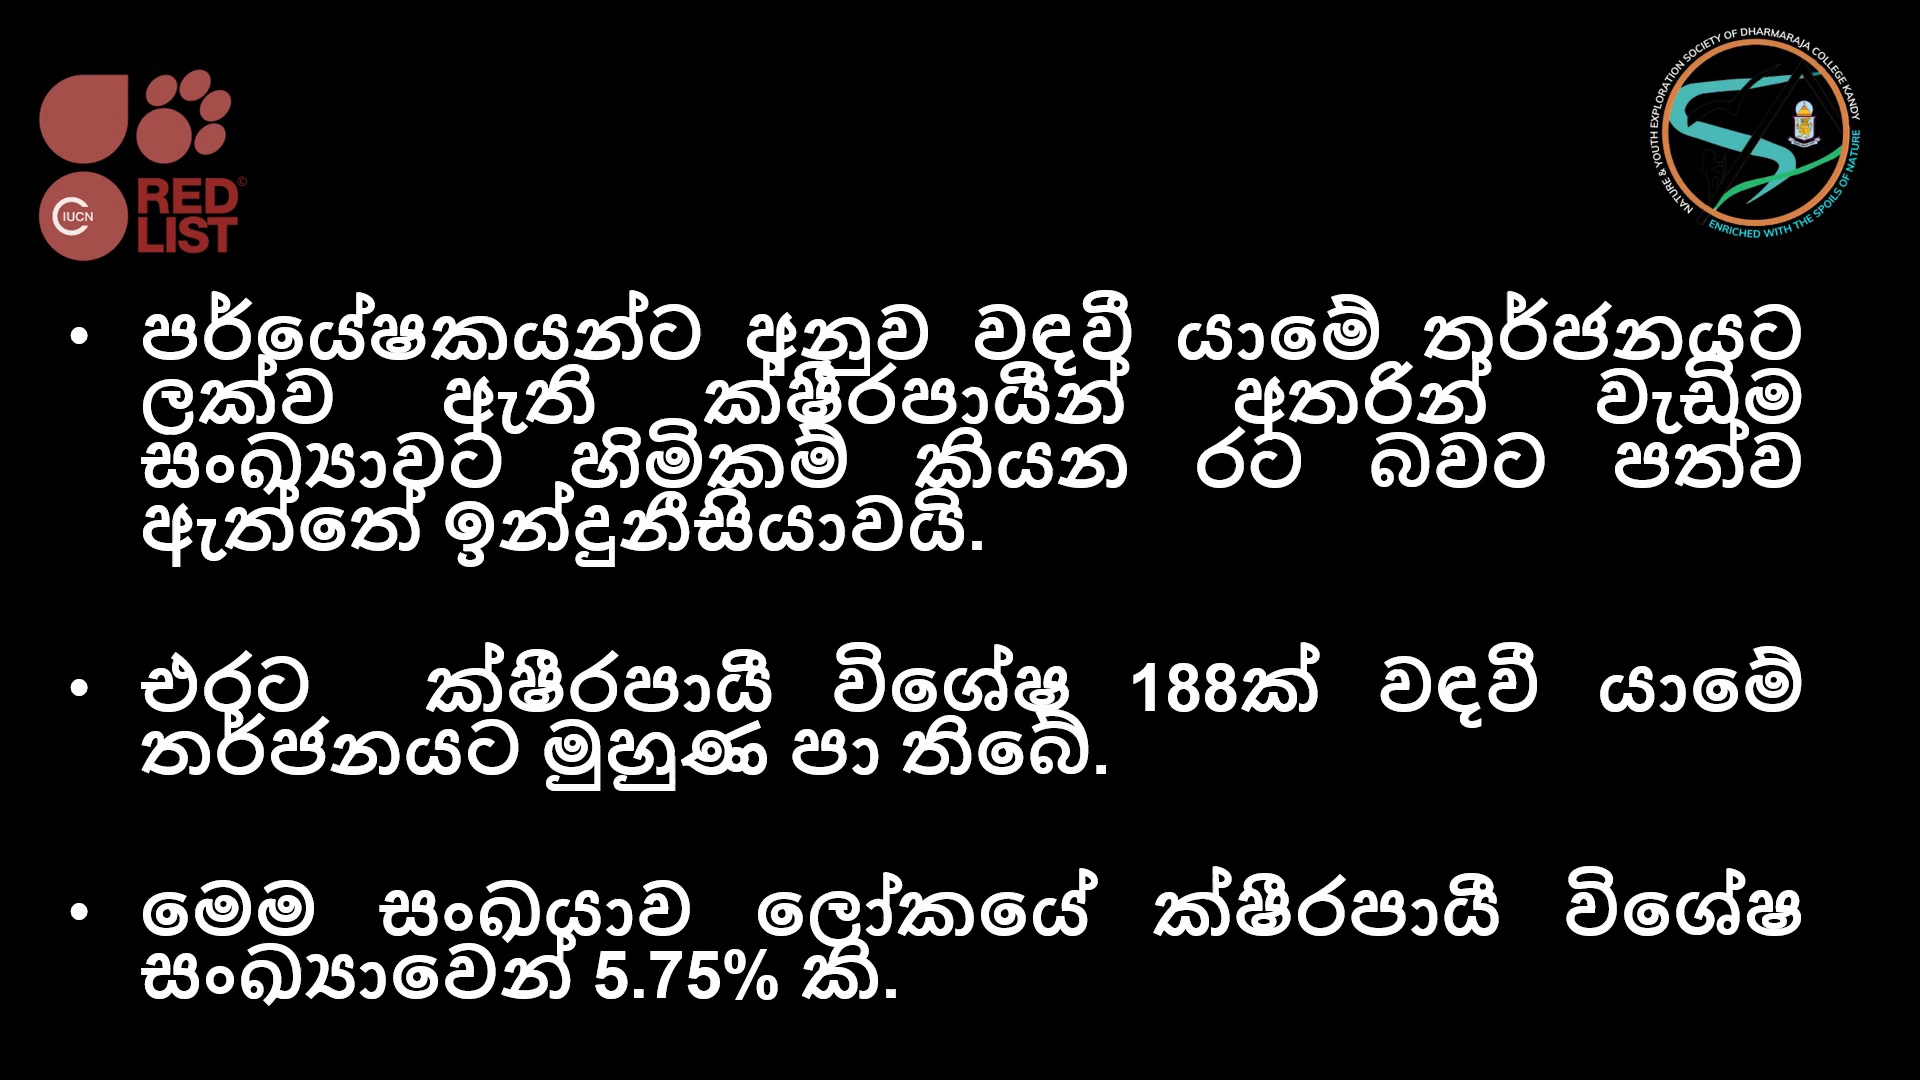 NATURE & YOUTH EXPLORATION SOCIETY OF DHARMARAJA COLLEGE KANDY
ENRICHED WITH THE SPOILS OF NATURE
IUCN
RED
LIST
©
• පර්යේෂකයන්ට අනුව වඳවී යාමේ තර්ජනයට
ලක්ව ඇති ක්ෂීරපායීන් අතරින් වැඩිම
සංඛ්‍යාවට හිමිකම් කියන රට බවට පත්ව
ඇත්තේ ඉන්දුනීසියාවයි.
• එරට ක්ෂීරපායී විශේෂ 188ක් වඳවී යාමේ
තර්ජනයට මුහුණ පා තිබේ.
• මෙම සංඛයාව ලෝකයේ ක්ෂීරපායී විශේෂ
සංඛ්‍යාවෙන් 5.75% කි.